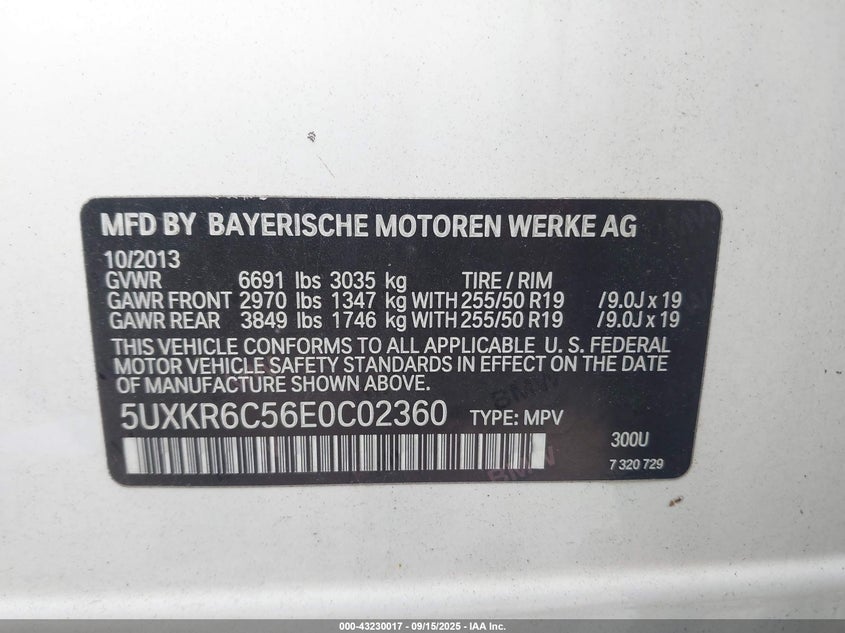 MFD BY BAYERISCHE MOTOREN WERKE AG
10/2013
GVWR 6691 lbs 3035 kg TIRE / RIM
GAWR FRONT 2970 lbs 1347 kg WITH 255/50 R19 /9.0J x 19
GAWR REAR 3849 lbs 1746 kg WITH 255/50 R19 /9.0J x 19
THIS VEHICLE CONFORMS TO ALL APPLICABLE U. S. FEDERAL
MOTOR VEHICLE SAFETY STANDARDS IN EFFECT ON THE DATE
OF MANUFACTURE SHOWN ABOVE.
5UXKR6C56E0C02360 TYPE: MPV
300U
7 320 729
BMW
BMW
000-43230017 - 09/15/2025 - IAA Inc.